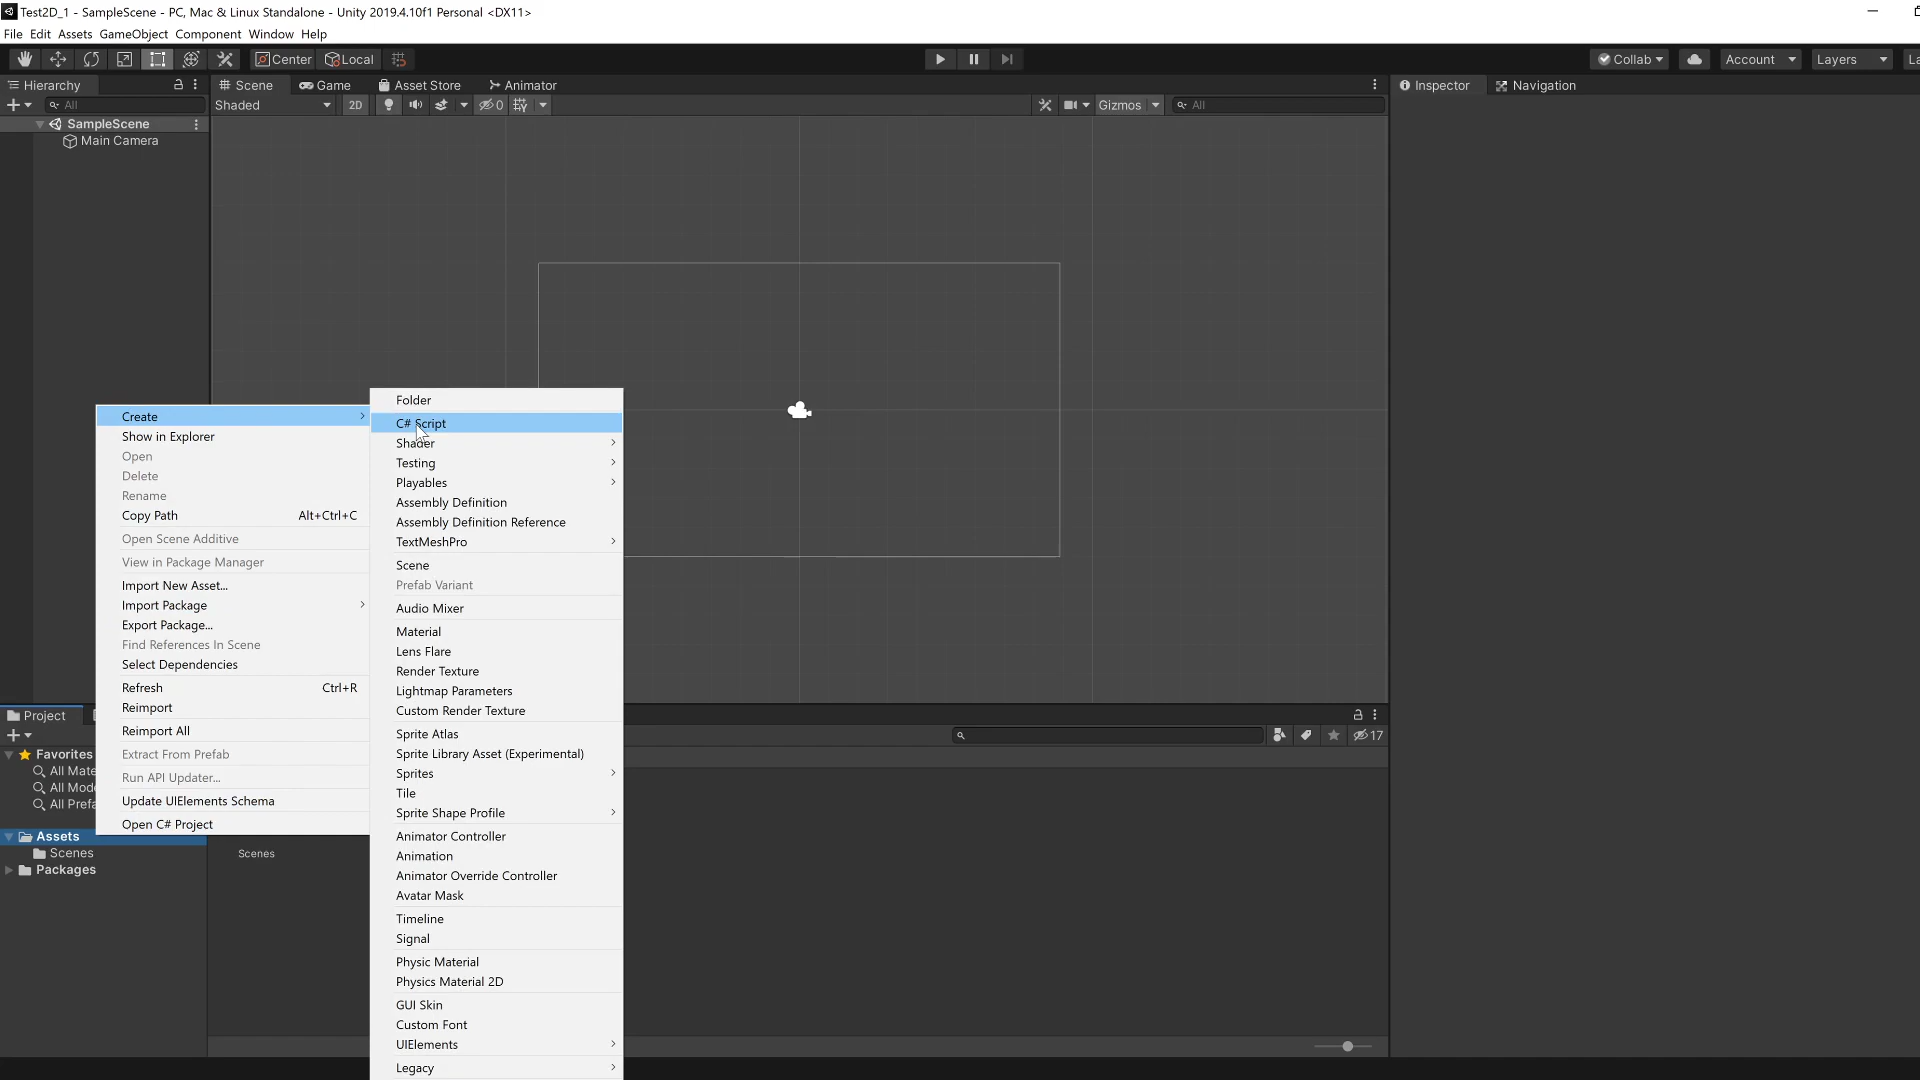 Test2D_1 - SampleScene - PC, Mac & Linux Standalone - Unity 2019.4.10f1 Personal <DX11>
File Edit Assets GameObject Component Window Help
Center Local
Collab Account Layers La
Hierarchy
All
SampleScene
Main Camera
Scene Game Asset Store Animator
Shaded 2D 0 Gizmos All
Inspector Navigation
Create
Show in Explorer
Open
Delete
Rename
Copy Path Alt+Ctrl+C
Open Scene Additive
View in Package Manager
Import New Asset...
Import Package
Export Package...
Find References In Scene
Select Dependencies
Refresh Ctrl+R
Reimport
Reimport All
Extract From Prefab
Run API Updater...
Update UIElements Schema
Open C# Project
Folder
C# Script
Shader
Testing
Playables
Assembly Definition
Assembly Definition Reference
TextMeshPro
Scene
Prefab Variant
Audio Mixer
Material
Lens Flare
Render Texture
Lightmap Parameters
Custom Render Texture
Sprite Atlas
Sprite Library Asset (Experimental)
Sprites
Tile
Sprite Shape Profile
Animator Controller
Animation
Animator Override Controller
Avatar Mask
Timeline
Signal
Physic Material
Physics Material 2D
GUI Skin
Custom Font
UIElements
Legacy
Project
17
Favorites
All Mate
All Mode
All Prefa
Assets
Scenes
Packages
Scenes